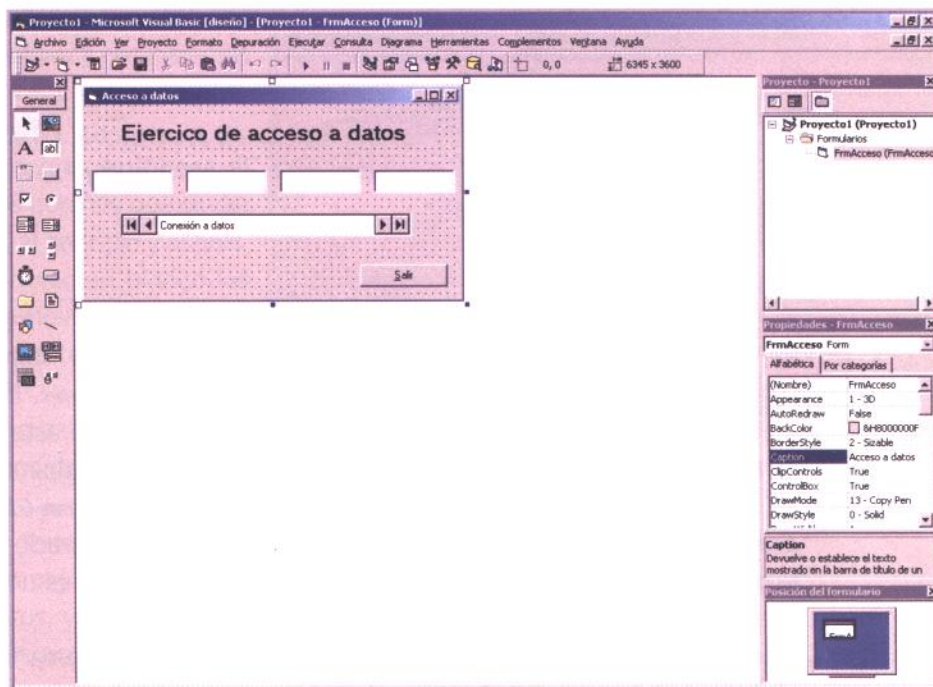 Proyecto1 - Microsoft Visual Basic [diseño] - [Proyecto1 - FrmAcceso (Form)]
Archivo Edición Ver Proyecto Formato Depuración Ejecutar Consulta Diagrama Herramientas Complementos Ventana Ayuda
0,0 6345 x 3600
General
Acceso a datos
Ejercico de acceso a datos
Conexión a datos
Salir
Proyecto - Proyecto1
Proyecto1 (Proyecto1)
Formularios
FrmAcceso (FrmAcceso
Propiedades - FrmAcceso
FrmAcceso Form
Alfabética Por categorías
(Nombre) FrmAcceso
Appearance 1 - 3D
AutoRedraw False
BackColor &H8000000F
BorderStyle 2 - Sizable
Caption Acceso a datos
ClipControls True
ControlBox True
DrawMode 13 - Copy Pen
DrawStyle 0 - Solid
Caption
Devuelve o establece el texto
mostrado en la barra de título de un
Posición del formulario